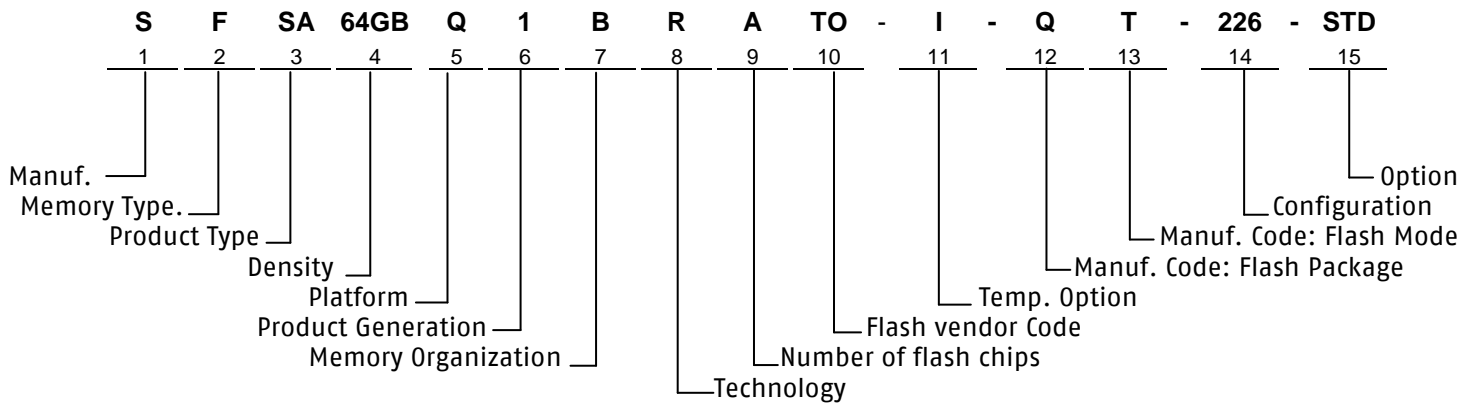 S F SA 64GB Q 1 B R A TO - I - Q T - 226 - STD
1 2 3 4 5 6 7 8 9 10 11 12 13 14 15
Manuf. Option
Memory Type. Configuration
Product Type Manuf. Code: Flash Mode
Density Manuf. Code: Flash Package
Platform Temp. Option
Product Generation Flash vendor Code
Memory Organization Number of flash chips
Technology